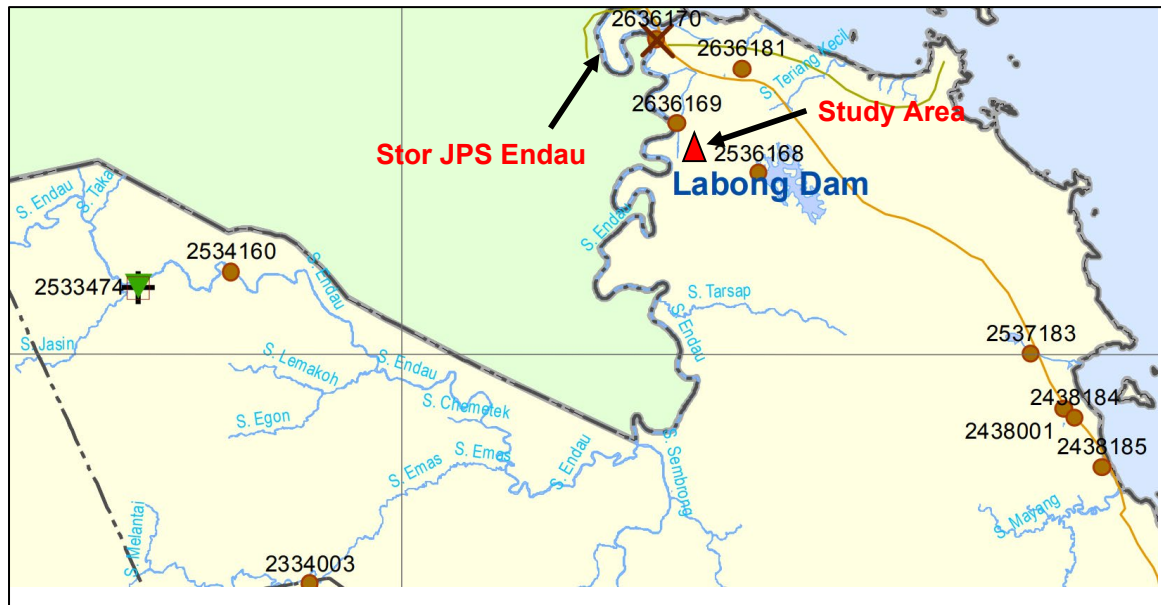 2636170
2636181
S. Teriang Kecil
2636169
Study Area
Stor JPS Endau
2536168
Labong Dam
S. Endau
S. Taka
S. Endau
2534160
S. Endau
2533474
S. Tarsap
S. Jasin
S. Endau
2537183
S. Lemakoh
S. Endau
S. Chemetek
2438184
S. Egon
2438001
2438185
S. Emas
S. Emas
S. Endau
S. Sembrong
S. Mayang
S. Melantai
2334003